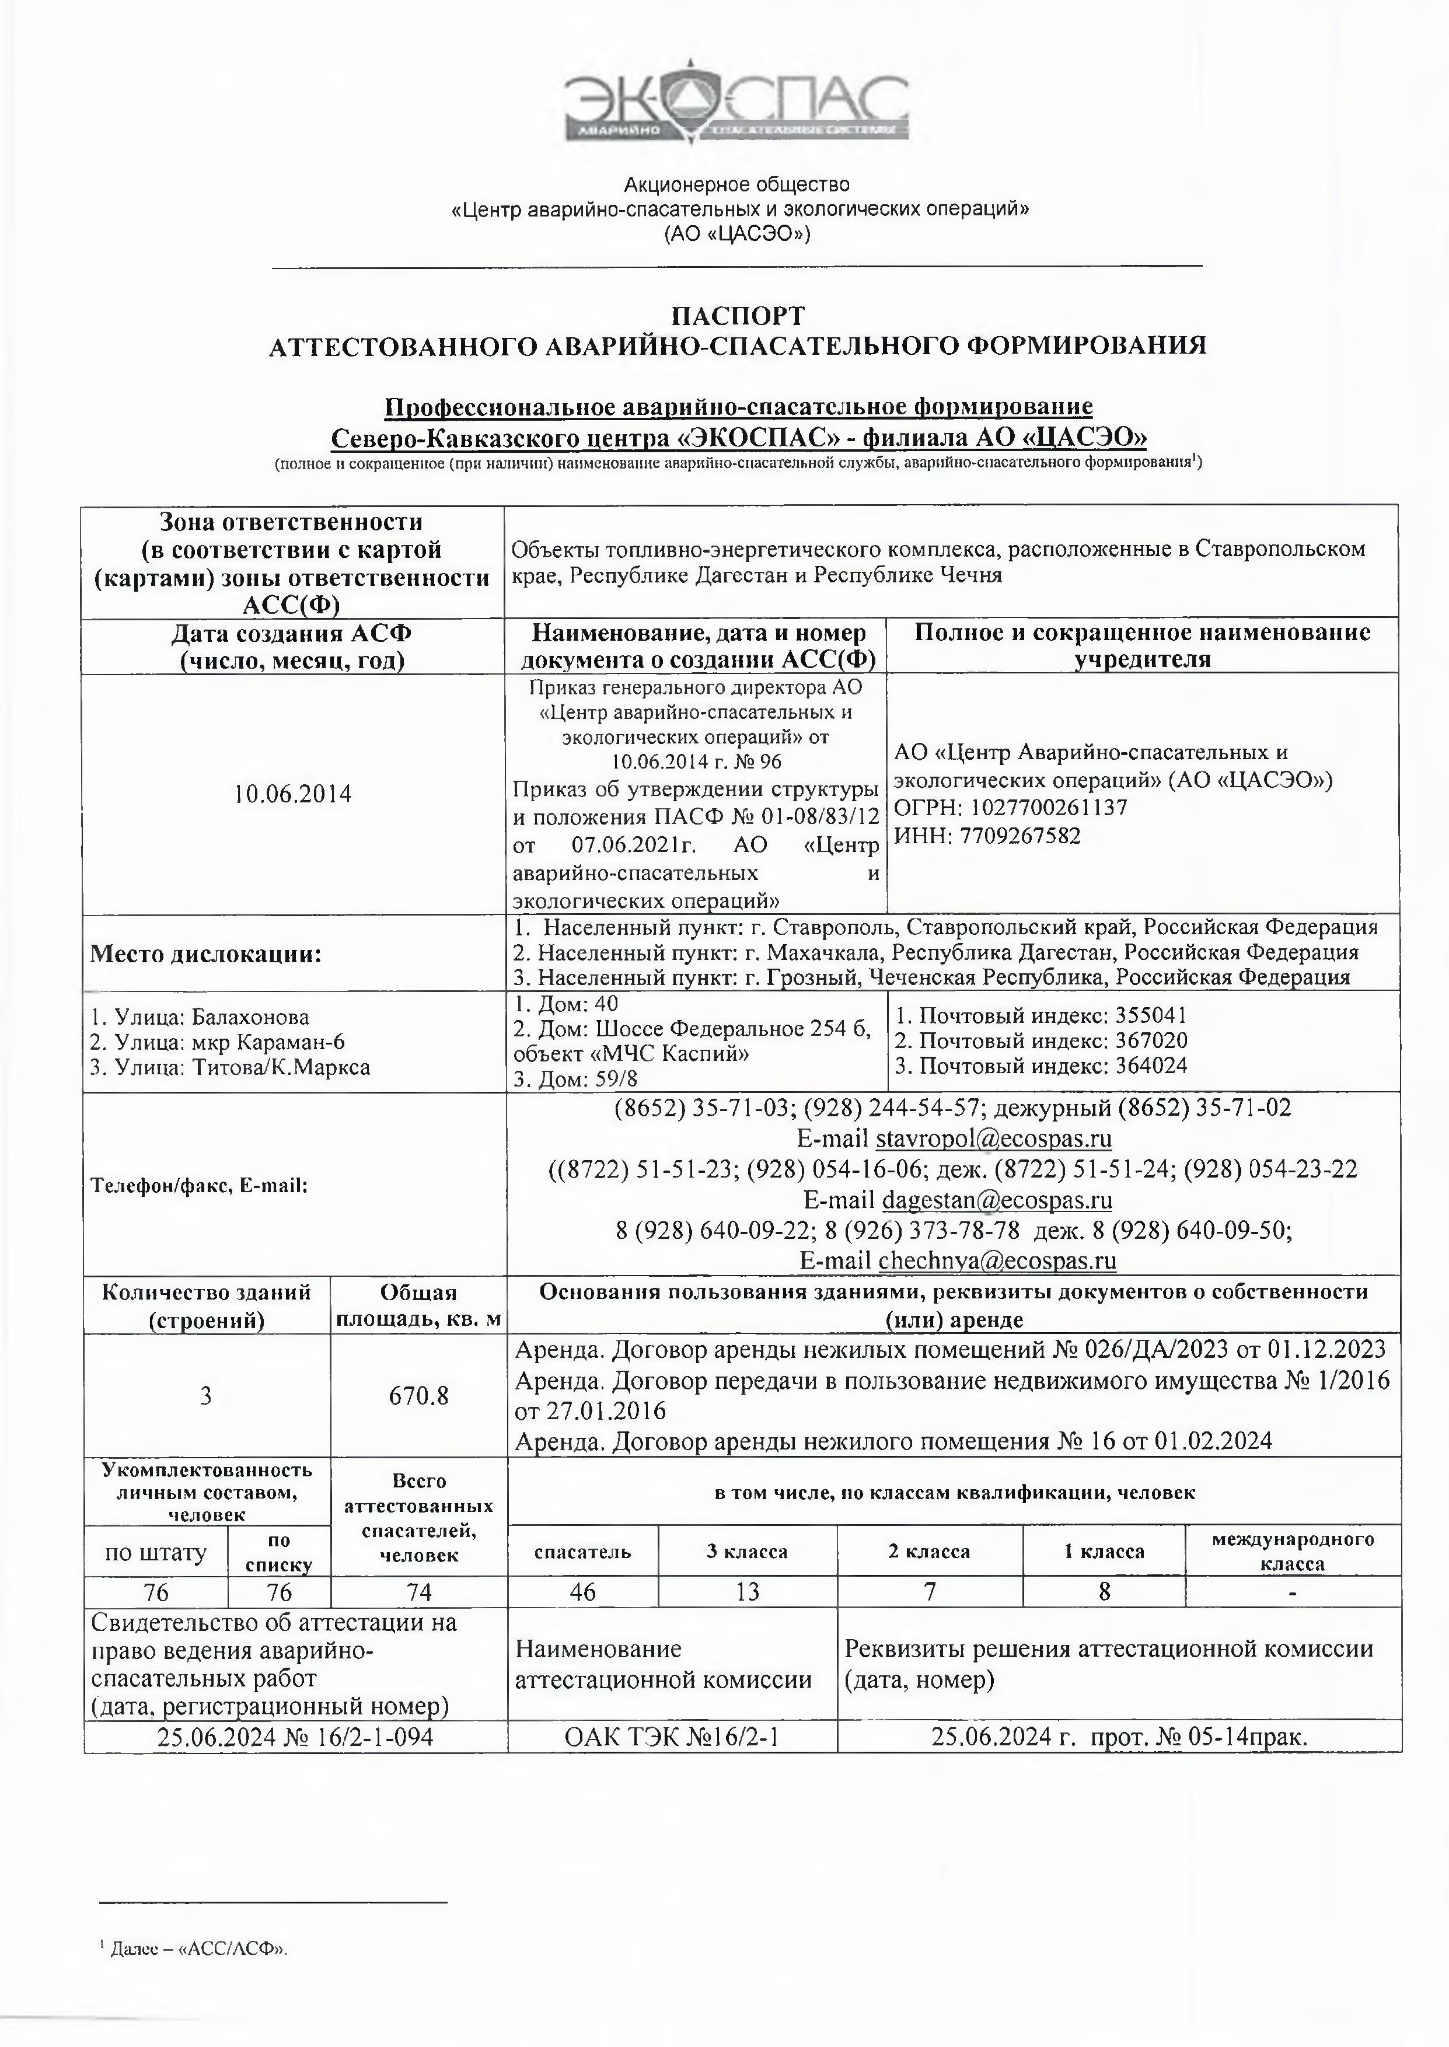 ЭКОСПАС
АВАРИЙНО СПАСАТЕЛЬНЫЕ СИСТЕМЫ
Акционерное общество
«Центр аварийно-спасательных и экологических операций»
(АО «ЦАСЭО»)
ПАСПОРТ
АТТЕСТОВАННОГО АВАРИЙНО-СПАСАТЕЛЬНОГО ФОРМИРОВАНИЯ
Профессиональное аварийно-спасательное формирование
Северо-Кавказского центра «ЭКОСПАС» - филиала АО «ЦАСЭО»
(полное и сокращенное (при наличии) наименование аварийно-спасательной службы, аварийно-спасательного формирования¹)
Зона ответственности
(в соответствии с картой
(картами) зоны ответственности
АСС(Ф)
Объекты топливно-энергетического комплекса, расположенные в Ставропольском
крае, Республике Дагестан и Республике Чечня
Дата создания АСФ
(число, месяц, год)
Наименование, дата и номер
документа о создании АСС(Ф)
Полное и сокращенное наименование
учредителя
10.06.2014
Приказ генерального директора АО
«Центр аварийно-спасательных и
экологических операций» от
10.06.2014 г. № 96
Приказ об утверждении структуры
и положения ПАСФ № 01-08/83/12
от 07.06.2021г. АО «Центр
аварийно-спасательных и
экологических операций»
АО «Центр Аварийно-спасательных и
экологических операций» (АО «ЦАСЭО»)
ОГРН: 1027700261137
ИНН: 7709267582
Место дислокации:
1. Населенный пункт: г. Ставрополь, Ставропольский край, Российская Федерация
2. Населенный пункт: г. Махачкала, Республика Дагестан, Российская Федерация
3. Населенный пункт: г. Грозный, Чеченская Республика, Российская Федерация
1. Улица: Балахонова
2. Улица: мкр Караман-6
3. Улица: Титова/К.Маркса
1. Дом: 40
2. Дом: Шоссе Федеральное 254 б,
объект «МЧС Каспий»
3. Дом: 59/8
1. Почтовый индекс: 355041
2. Почтовый индекс: 367020
3. Почтовый индекс: 364024
Телефон/факс, E-mail:
(8652) 35-71-03; (928) 244-54-57; дежурный (8652) 35-71-02
E-mail stavropol@ecospas.ru
((8722) 51-51-23; (928) 054-16-06; деж. (8722) 51-51-24; (928) 054-23-22
E-mail dagestan@ecospas.ru
8 (928) 640-09-22; 8 (926) 373-78-78 деж. 8 (928) 640-09-50;
E-mail chechnya@ecospas.ru
Количество зданий
(строений)
Общая
площадь, кв. м
Основания пользования зданиями, реквизиты документов о собственности
(или) аренде
3
670.8
Аренда. Договор аренды нежилых помещений № 026/ДА/2023 от 01.12.2023
Аренда. Договор передачи в пользование недвижимого имущества № 1/2016
от 27.01.2016
Аренда. Договор аренды нежилого помещения № 16 от 01.02.2024
Укомплектованность
личным составом,
человек
Всего
аттестованных
спасателей,
человек
в том числе, по классам квалификации, человек
по штату
по
списку
спасатель
3 класса
2 класса
1 класса
международного
класса
76
76
74
46
13
7
8
-
Свидетельство об аттестации на
право ведения аварийно-
спасательных работ
(дата, регистрационный номер)
Наименование
аттестационной комиссии
Реквизиты решения аттестационной комиссии
(дата, номер)
25.06.2024 № 16/2-1-094
ОАК ТЭК №16/2-1
25.06.2024 г. прот. № 05-14прак.
¹ Далее – «АСС/АСФ».